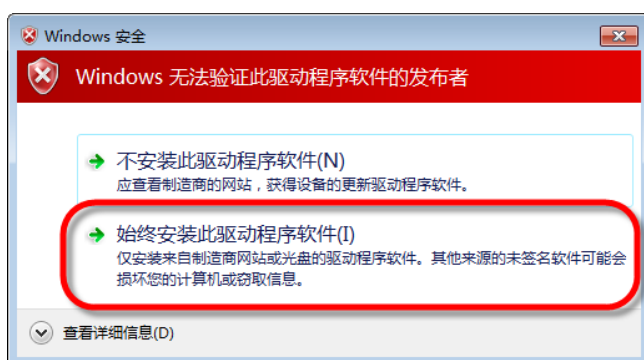 Windows 安全
Windows 无法验证此驱动程序软件的发布者
不安装此驱动程序软件(N)
应查看制造商的网站，获得设备的更新驱动程序软件。
始终安装此驱动程序软件(I)
仅安装来自制造商网站或光盘的驱动程序软件。其他来源的未签名软件可能会
损坏您的计算机或窃取信息。
查看详细信息(D)